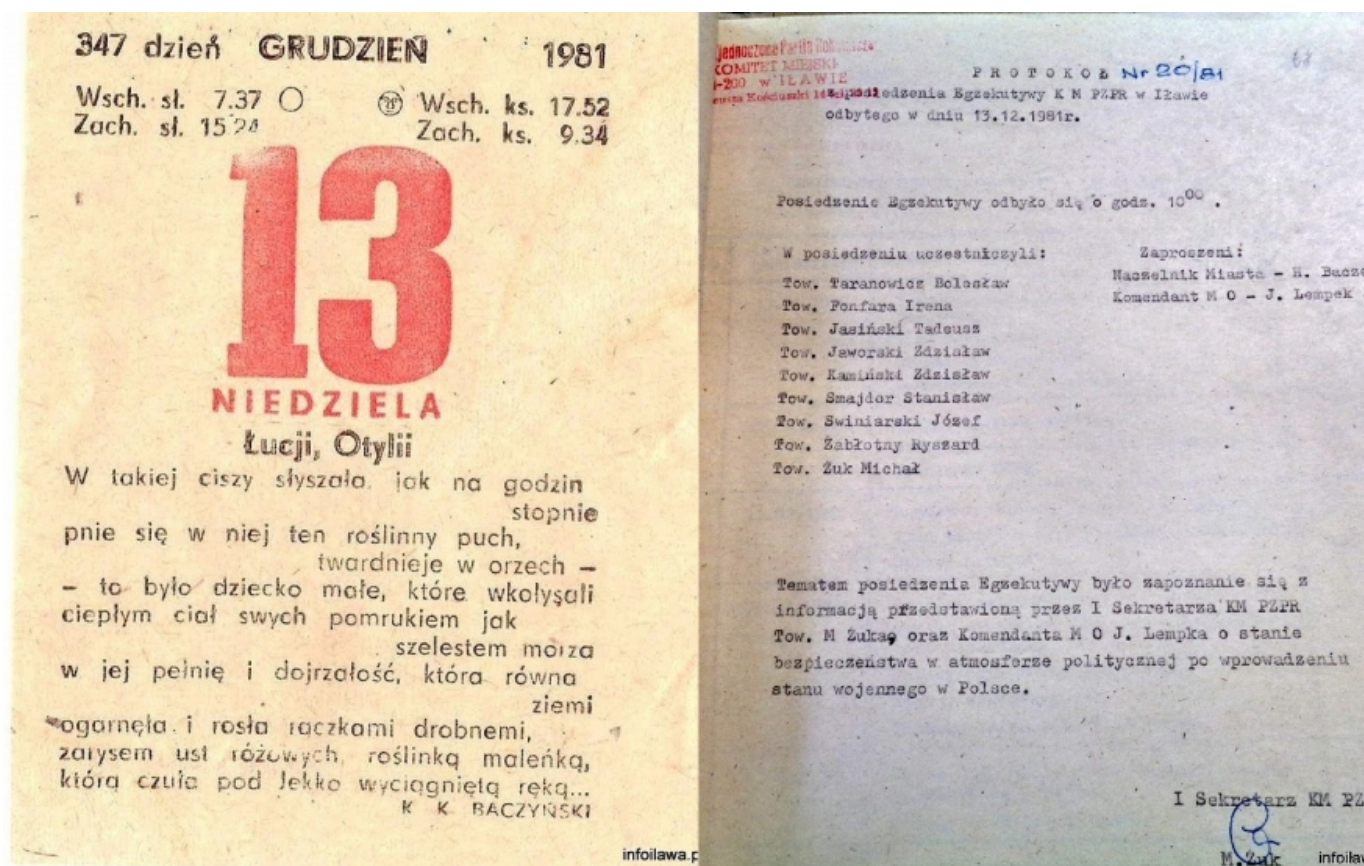 347 dzień GRUDZIEŃ 1981
Wsch. sł. 7.37 Wsch. ks. 17.52
Zach. sł. 15 24 Zach. ks. 9.34
13
NIEDZIELA
Łucji, Otylii
W takiej ciszy słyszała, jak na godzin
stopnie
pnie się w niej ten roślinny puch,
twardnieje w orzech –
– to było dziecko małe, które wkołysali
ciepłym ciał swych pomrukiem jak
szelestem morza
w jej pełnię i dojrzałość, która równa
ziemi
ogarnęła i rosła rączkami drobnemi,
zarysem ust różowych, roślinką maleńką,
którą czuła pod lekko wyciągniętą ręką...
K K BACZYŃSKI
infoilawa.p
jednoczona Partia
KOMITET MIEJSKI
-200 w IŁAWIE
Kościuszki
PROTOKOŁ Nr 20/81
z posiedzenia Egzekutywy K M PZPR w Iławie
odbytego w dniu 13.12.1981r.
Posiedzenie Egzekutywy odbyło się o godz. 10⁰⁰ .
W posiedzeniu uczestniczyli:
Tow. Taranowicz Bolesław
Tow. Fonfara Irena
Tow. Jasiński Tadeusz
Tow. Jaworski Zdzisław
Tow. Kamiński Zdzisław
Tow. Smajdor Stanisław
Tow. Swiniarski Józef
Tow. Żabłotny Ryszard
Tow. Żuk Michał
Zaproszeni:
Naczelnik Miasta – H. Bacze
Komendant M O – J. Lempek
Tematem posiedzenia Egzekutywy było zapoznanie się z
informacją przedstawioną przez I Sekretarza KM PZPR
Tow. M Żuka, oraz Komendanta M O J. Lempka o stanie
bezpieczeństwa w atmosferze politycznej po wprowadzeniu
stanu wojennego w Polsce.
I Sekretarz KM PZ
M.Żuk
infoila